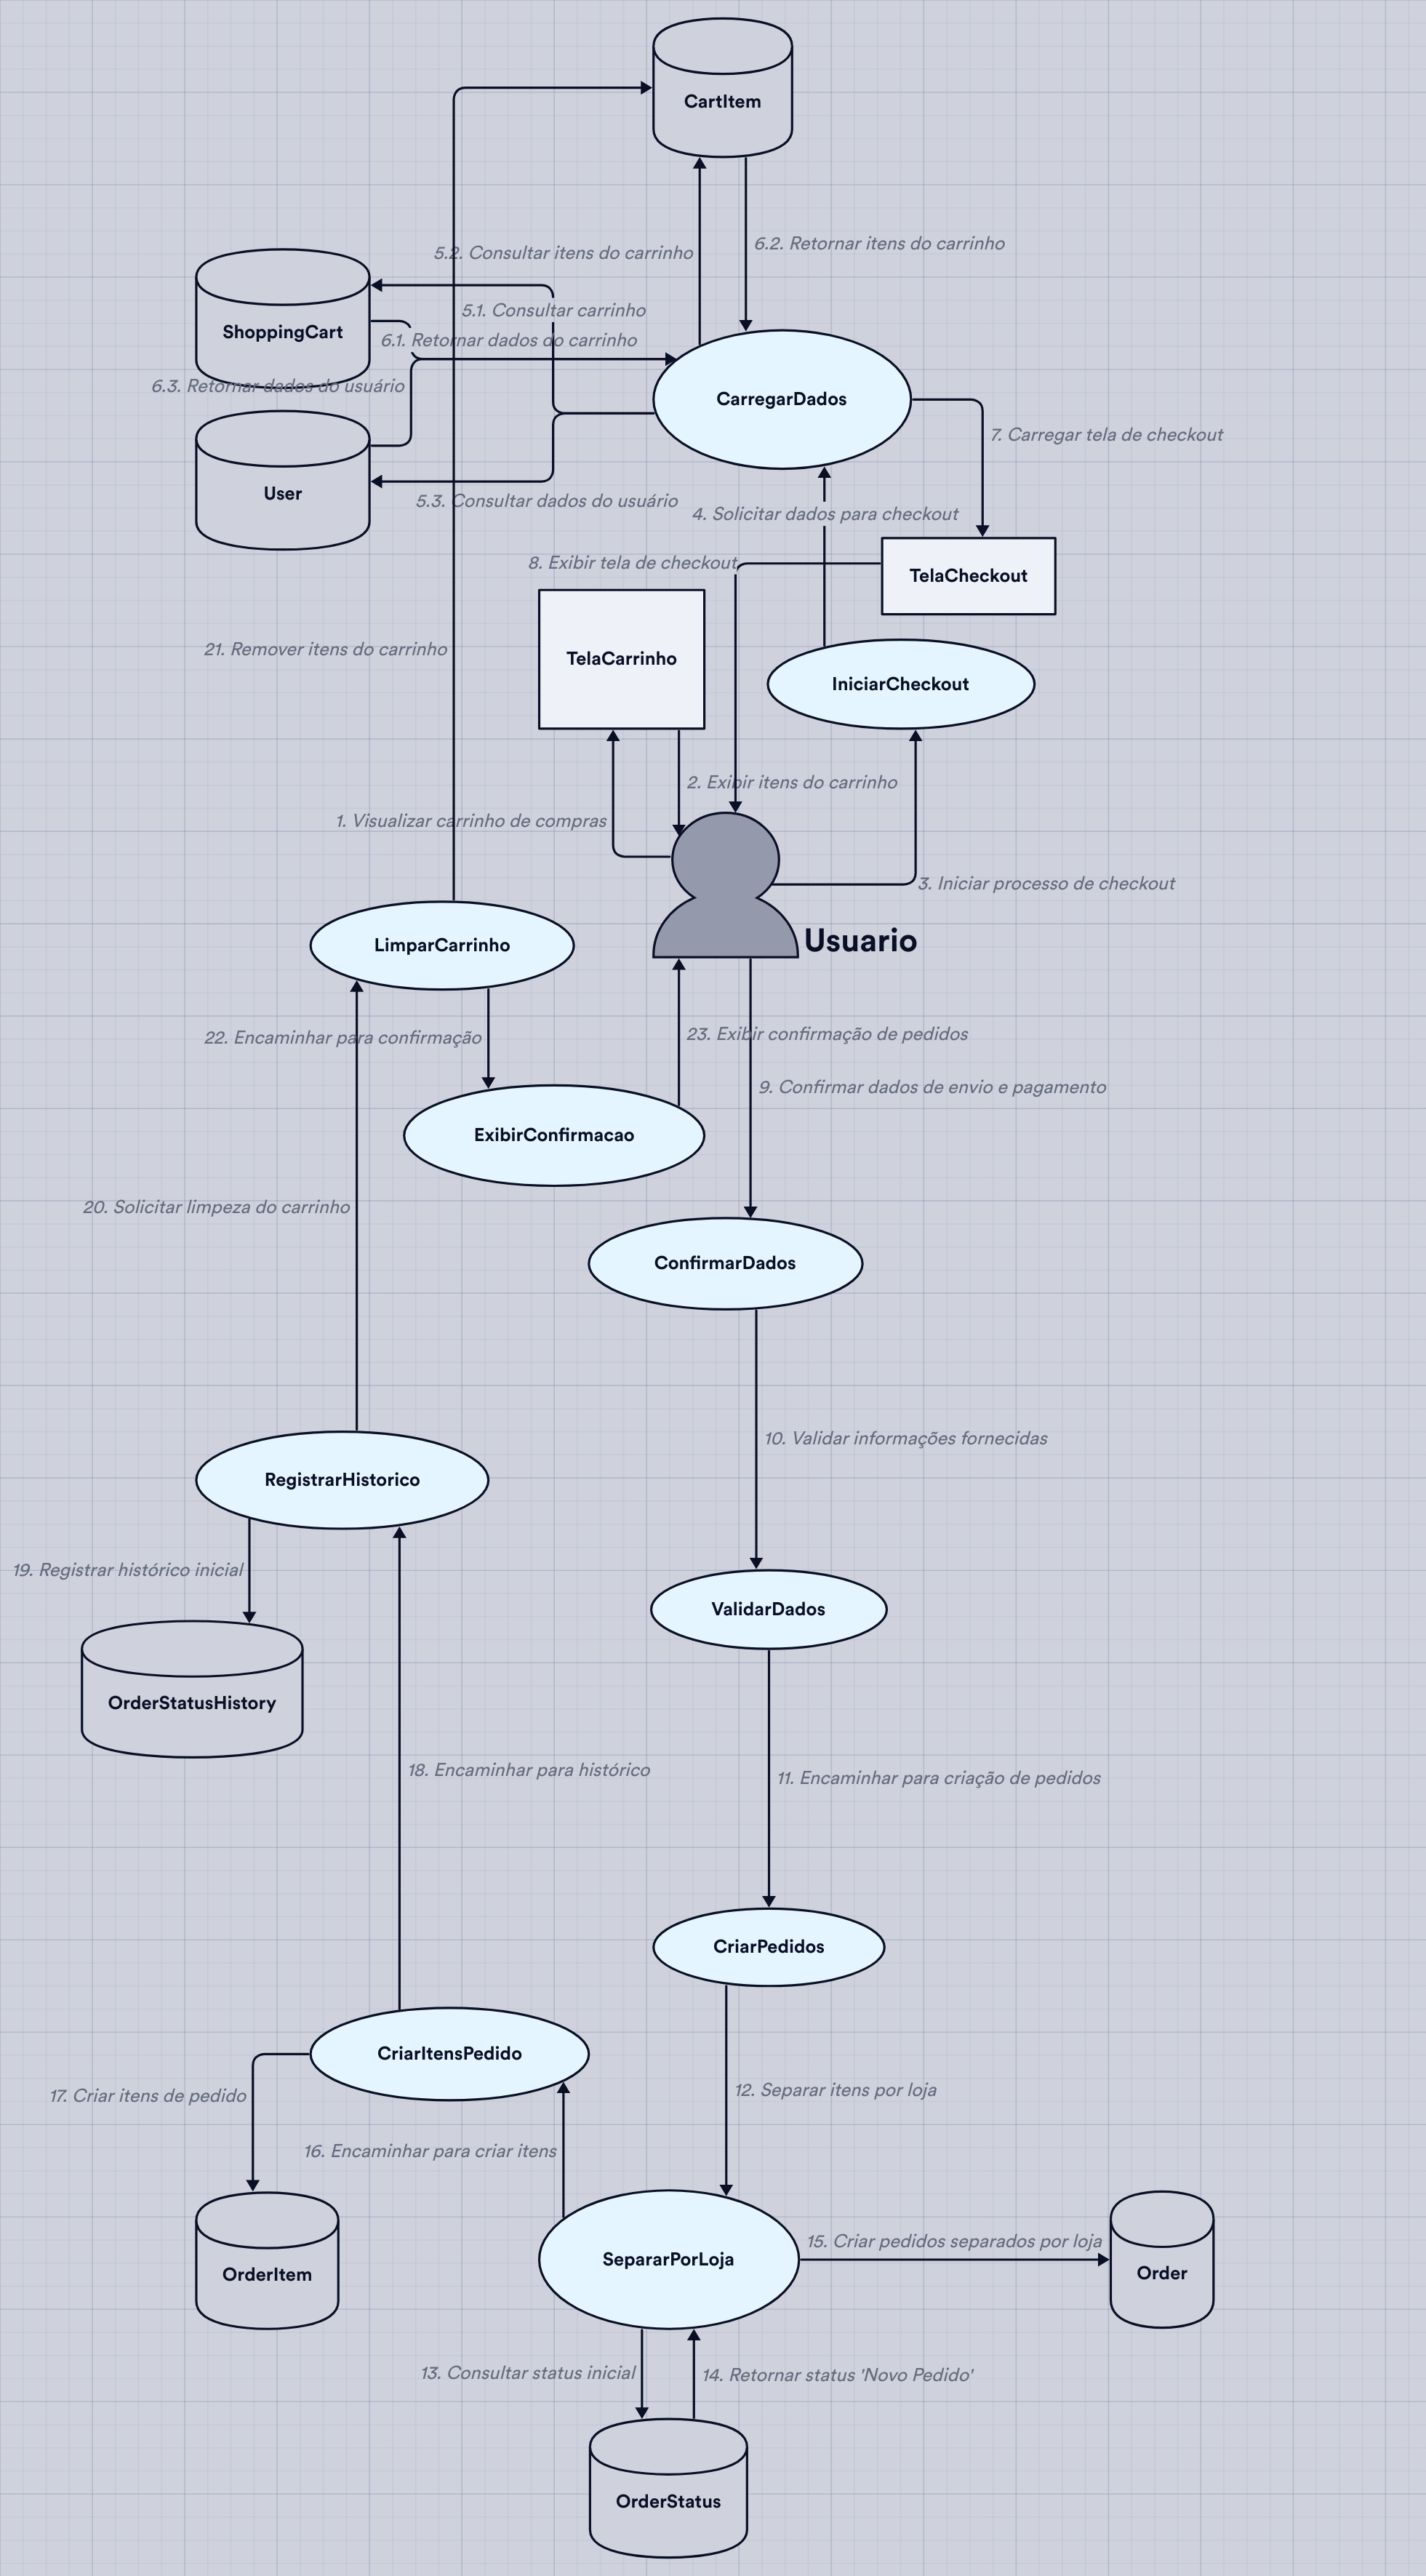 CartItem
5.2. Consultar itens do carrinho
6.2. Retornar itens do carrinho
5.1. Consultar carrinho
ShoppingCart
6.1. Retornar dados do carrinho
6.3. Retornar dados do usuário
CarregarDados
7. Carregar tela de checkout
User
5.3. Consultar dados do usuário
4. Solicitar dados para checkout
8. Exibir tela de checkout
TelaCheckout
21. Remover itens do carrinho
TelaCarrinho
IniciarCheckout
2. Exibir itens do carrinho
1. Visualizar carrinho de compras
3. Iniciar processo de checkout
LimparCarrinho
Usuario
22. Encaminhar para confirmação
23. Exibir confirmação de pedidos
9. Confirmar dados de envio e pagamento
ExibirConfirmacao
20. Solicitar limpeza do carrinho
ConfirmarDados
10. Validar informações fornecidas
RegistrarHistorico
19. Registrar histórico inicial
ValidarDados
OrderStatusHistory
18. Encaminhar para histórico
11. Encaminhar para criação de pedidos
CriarPedidos
CriarItensPedido
17. Criar itens de pedido
12. Separar itens por loja
16. Encaminhar para criar itens
15. Criar pedidos separados por loja
OrderItem
SepararPorLoja
Order
13. Consultar status inicial
14. Retornar status 'Novo Pedido'
OrderStatus